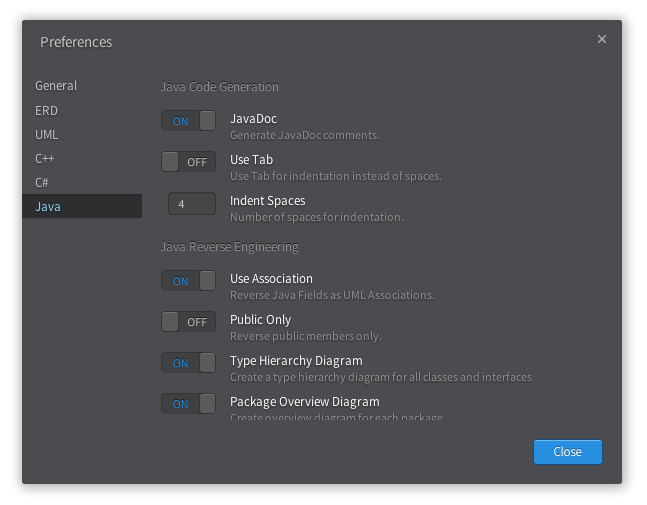 Preferences
×
General
ERD
UML
C++
C#
Java
Java Code Generation
ON JavaDoc
Generate JavaDoc comments.
OFF Use Tab
Use Tab for indentation instead of spaces.
4 Indent Spaces
Number of spaces for indentation.
Java Reverse Engineering
ON Use Association
Reverse Java Fields as UML Associations.
OFF Public Only
Reverse public members only.
ON Type Hierarchy Diagram
Create a type hierarchy diagram for all classes and interfaces
ON Package Overview Diagram
Create overview diagram for each package
Close